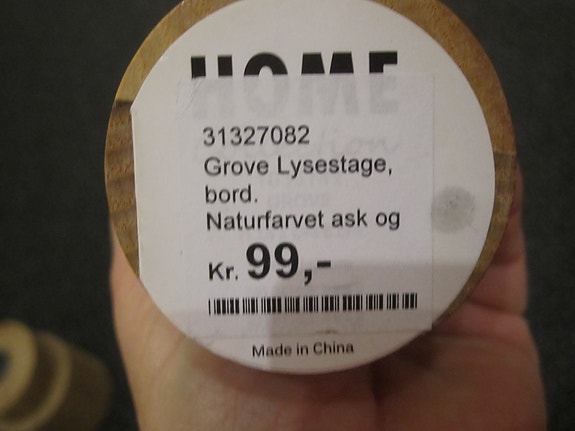 HOME
31327082
Grove Lysestage,
bord.
Naturfarvet ask og
Kr. 99,-
Made in China